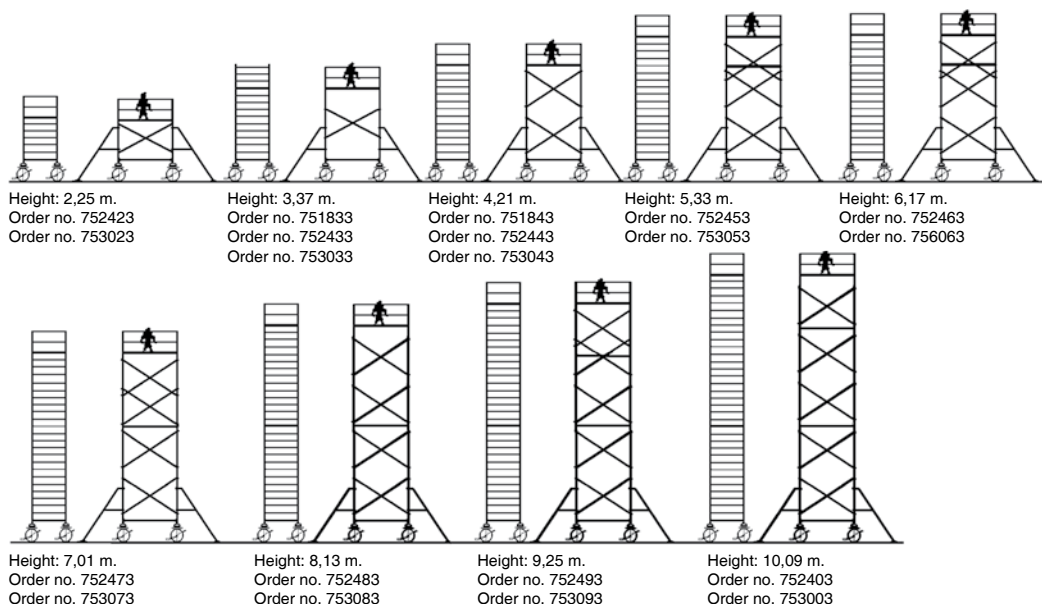 Height: 2,25 m.
Order no. 752423
Order no. 753023
Height: 3,37 m.
Order no. 751833
Order no. 752433
Order no. 753033
Height: 4,21 m.
Order no. 751843
Order no. 752443
Order no. 753043
Height: 5,33 m.
Order no. 752453
Order no. 753053
Height: 6,17 m.
Order no. 752463
Order no. 756063
Height: 7,01 m.
Order no. 752473
Order no. 753073
Height: 8,13 m.
Order no. 752483
Order no. 753083
Height: 9,25 m.
Order no. 752493
Order no. 753093
Height: 10,09 m.
Order no. 752403
Order no. 753003